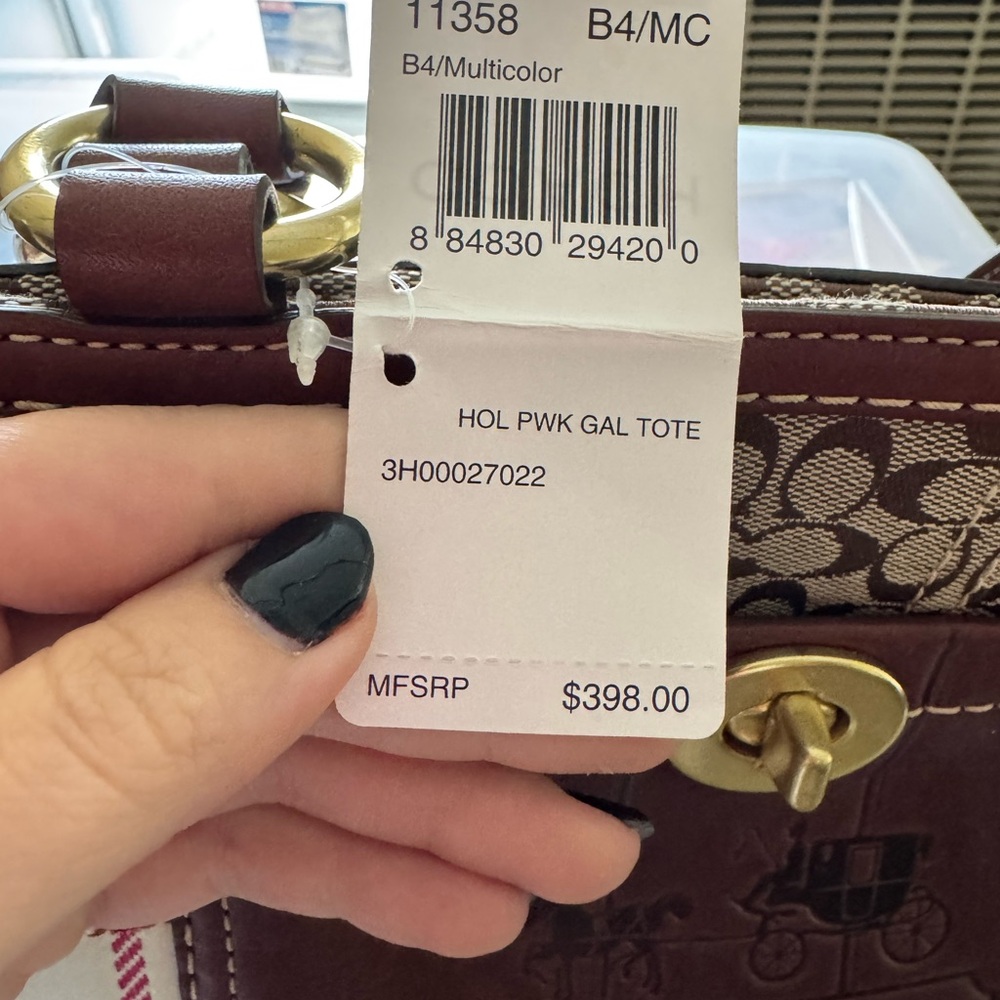 11358 B4/MC
B4/Multicolor
8 84830 29420 0
HOL PWK GAL TOTE
3H00027022
MFSRP $398.00